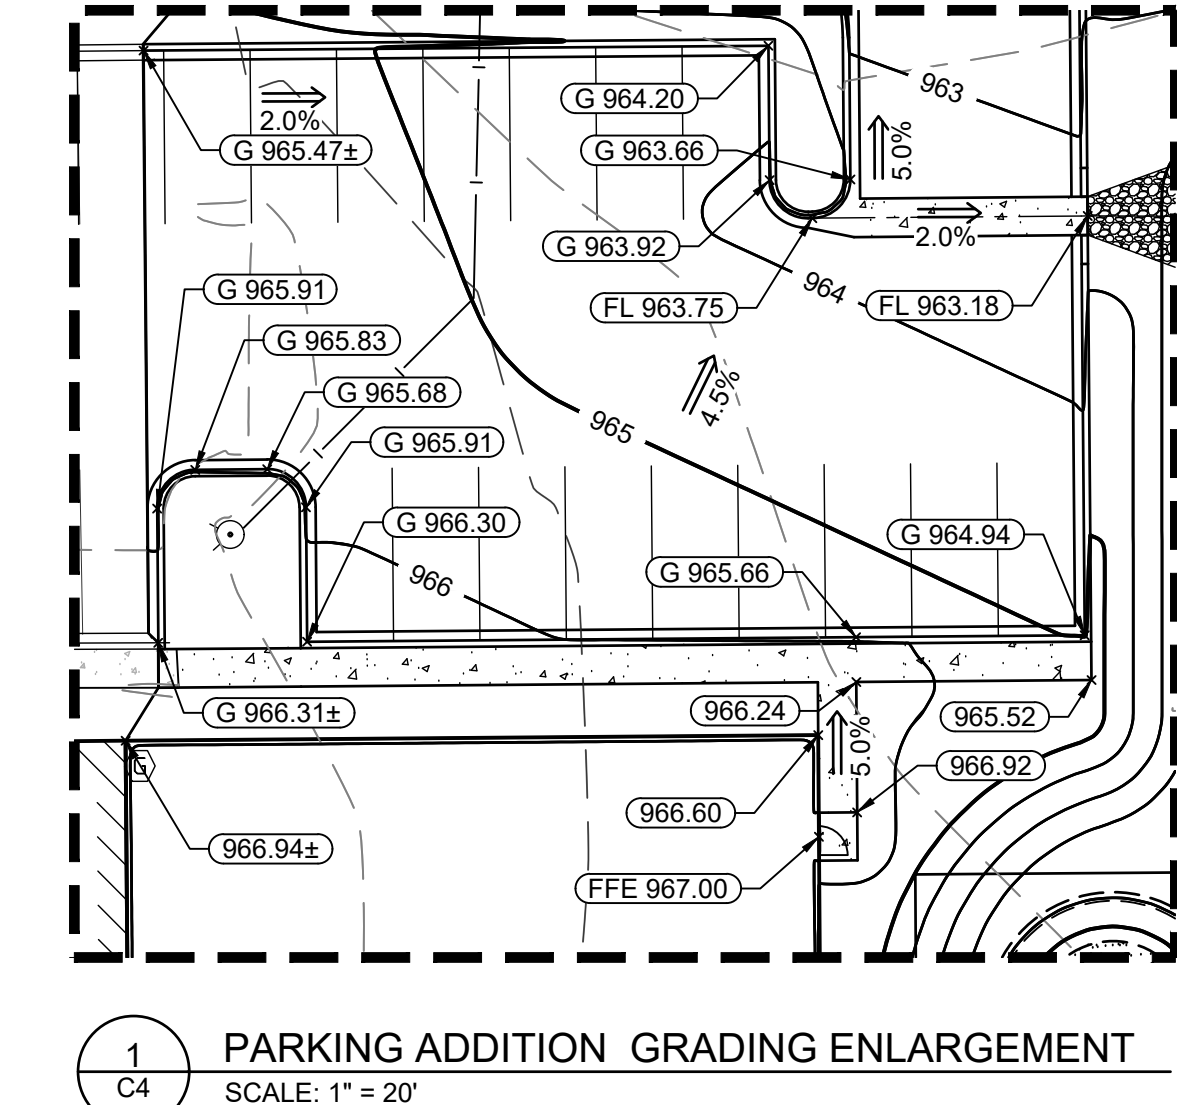 963
G 964.20
2.0%
G 965.47±
G 963.66
5.0%
G 963.92
2.0%
G 965.91
964
FL 963.75
FL 963.18
G 965.83
G 965.68
4.5%
965
G 965.91
G 966.30
G 964.94
966
G 965.66
G 966.31±
966.24
965.52
5.0%
966.92
G
966.60
966.94±
FFE 967.00
1
C4
PARKING ADDITION GRADING ENLARGEMENT
SCALE: 1" = 20'